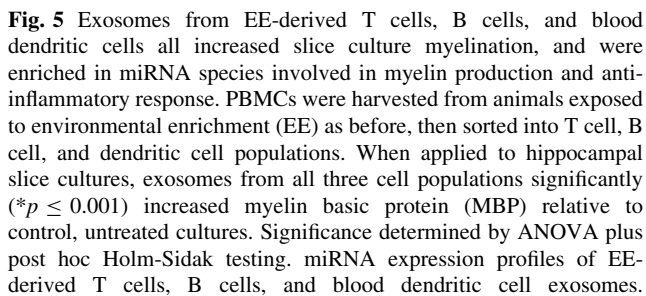 Fig. 5 Exosomes from EE-derived T cells, B cells, and blood
dendritic cells all increased slice culture myelination, and were
enriched in miRNA species involved in myelin production and anti-
inflammatory response. PBMCs were harvested from animals exposed
to environmental enrichment (EE) as before, then sorted into T cell, B
cell, and dendritic cell populations. When applied to hippocampal
slice cultures, exosomes from all three cell populations significantly
(*p ≤ 0.001) increased myelin basic protein (MBP) relative to
control, untreated cultures. Significance determined by ANOVA plus
post hoc Holm-Sidak testing. miRNA expression profiles of EE-
derived T cells, B cells, and blood dendritic cell exosomes.